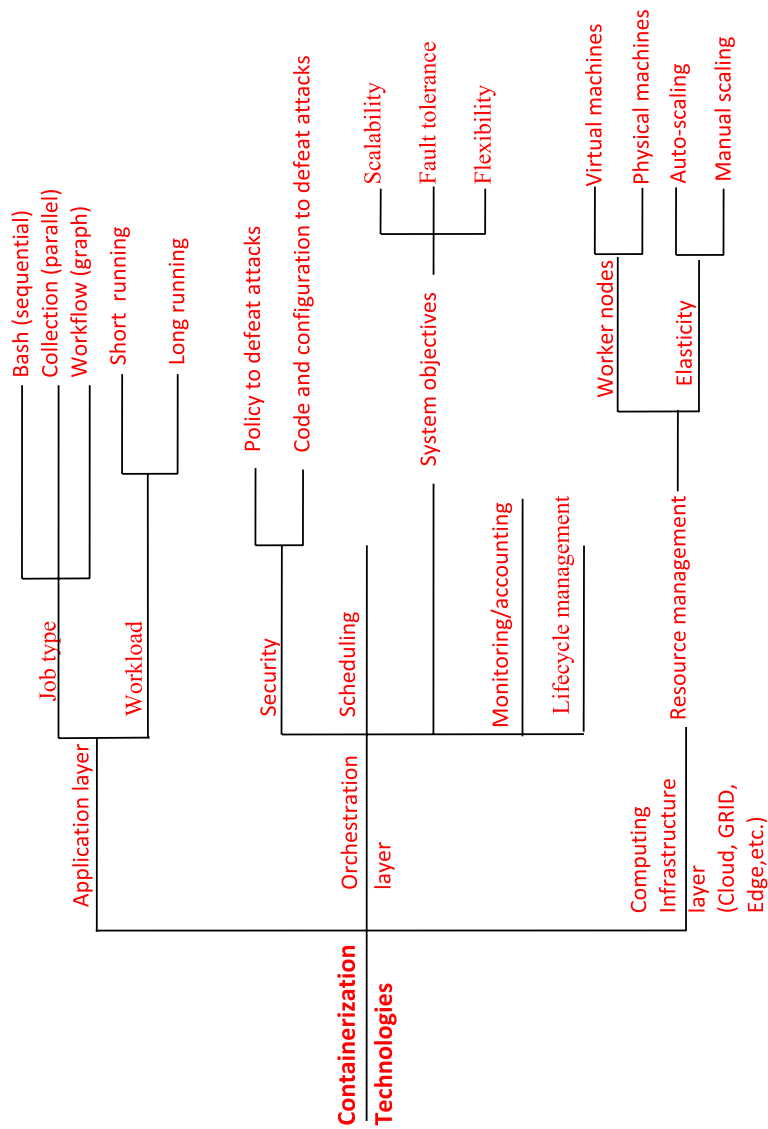 Containerization
Technologies
Application layer
Job type
Bash (sequential)
Collection (parallel)
Workflow (graph)
Workload
Short  running
Long running
Orchestration
layer
Security
Policy to defeat attacks
Code and configuration to defeat attacks
Scheduling
System objectives
Scalability
Fault tolerance
Flexibility
Monitoring/accounting
Lifecycle management
Computing
Infrastructure
layer
(Cloud, GRID,
Edge,etc.)
Resource management
Worker nodes
Virtual machines
Physical machines
Elasticity
Auto-scaling
Manual scaling